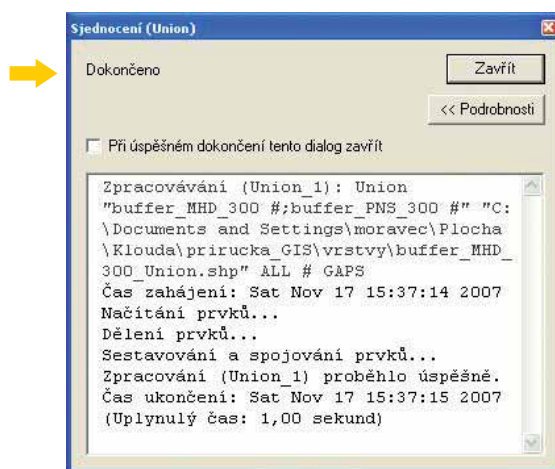 Sjednocení (Union)
Dokončeno
Zavřít
<< Podrobnosti
Při úspěšném dokončení tento dialog zavřít
Zpracovávání (Union_1): Union
"buffer_MHD_300 #;buffer_PNS_300 #" "C:
\Documents and Settings\moravec\Plocha
\Klouda\prirucka_GIS\vrstvy\buffer_MHD_
300_Union.shp" ALL # GAPS
Čas zahájení: Sat Nov 17 15:37:14 2007
Načítání prvků...
Dělení prvků...
Sestavování a spojování prvků...
Zpracování (Union_1) proběhlo úspěšně.
Čas ukončení: Sat Nov 17 15:37:15 2007
(Uplynulý čas: 1,00 sekund)